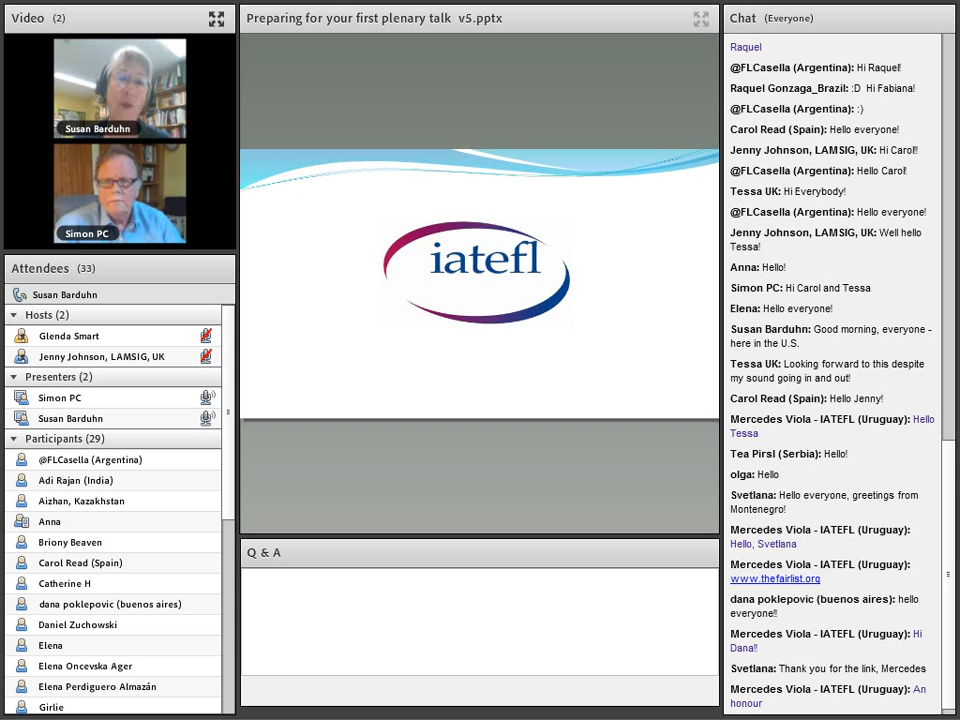 Video (2)
Susan Barduhn
Simon PC
Attendees (33)
Susan Barduhn
Hosts (2)
Glenda Smart
Jenny Johnson, LAMSIG, UK
Presenters (2)
Simon PC
Susan Barduhn
Participants (29)
@FLCasella (Argentina)
Adi Rajan (India)
Aizhan, Kazakhstan
Anna
Briony Beaven
Carol Read (Spain)
Catherine H
dana poklepovic (buenos aires)
Daniel Zuchowski
Elena
Elena Oncevska Ager
Elena Perdiguero Almazán
Girlie
Preparing for your first plenary talk v5.pptx
iatefl
Q & A
Chat (Everyone)
Raquel
@FLCasella (Argentina): Hi Raquel!
Raquel Gonzaga_Brazil: :D Hi Fabiana!
@FLCasella (Argentina): :)
Carol Read (Spain): Hello everyone!
Jenny Johnson, LAMSIG, UK: Hi Carol!
@FLCasella (Argentina): Hello Carol!
Tessa UK: Hi Everybody!
@FLCasella (Argentina): Hello everyone!
Jenny Johnson, LAMSIG, UK: Well hello
Tessa!
Anna: Hello!
Simon PC: Hi Carol and Tessa
Elena: Hello everyone!
Susan Barduhn: Good morning, everyone -
here in the U.S.
Tessa UK: Looking forward to this despite
my sound going in and out!
Carol Read (Spain): Hello Jenny!
Mercedes Viola - IATEFL (Uruguay): Hello
Tessa
Tea Pirsl (Serbia): Hello!
olga: Hello
Svetlana: Hello everyone, greetings from
Montenegro!
Mercedes Viola - IATEFL (Uruguay):
Hello, Svetlana
Mercedes Viola - IATEFL (Uruguay):
www.thefairlist.org
dana poklepovic (buenos aires): hello
everyone!!
Mercedes Viola - IATEFL (Uruguay): Hi
Dana!!
Svetlana: Thank you for the link, Mercedes
Mercedes Viola - IATEFL (Uruguay): An
honour